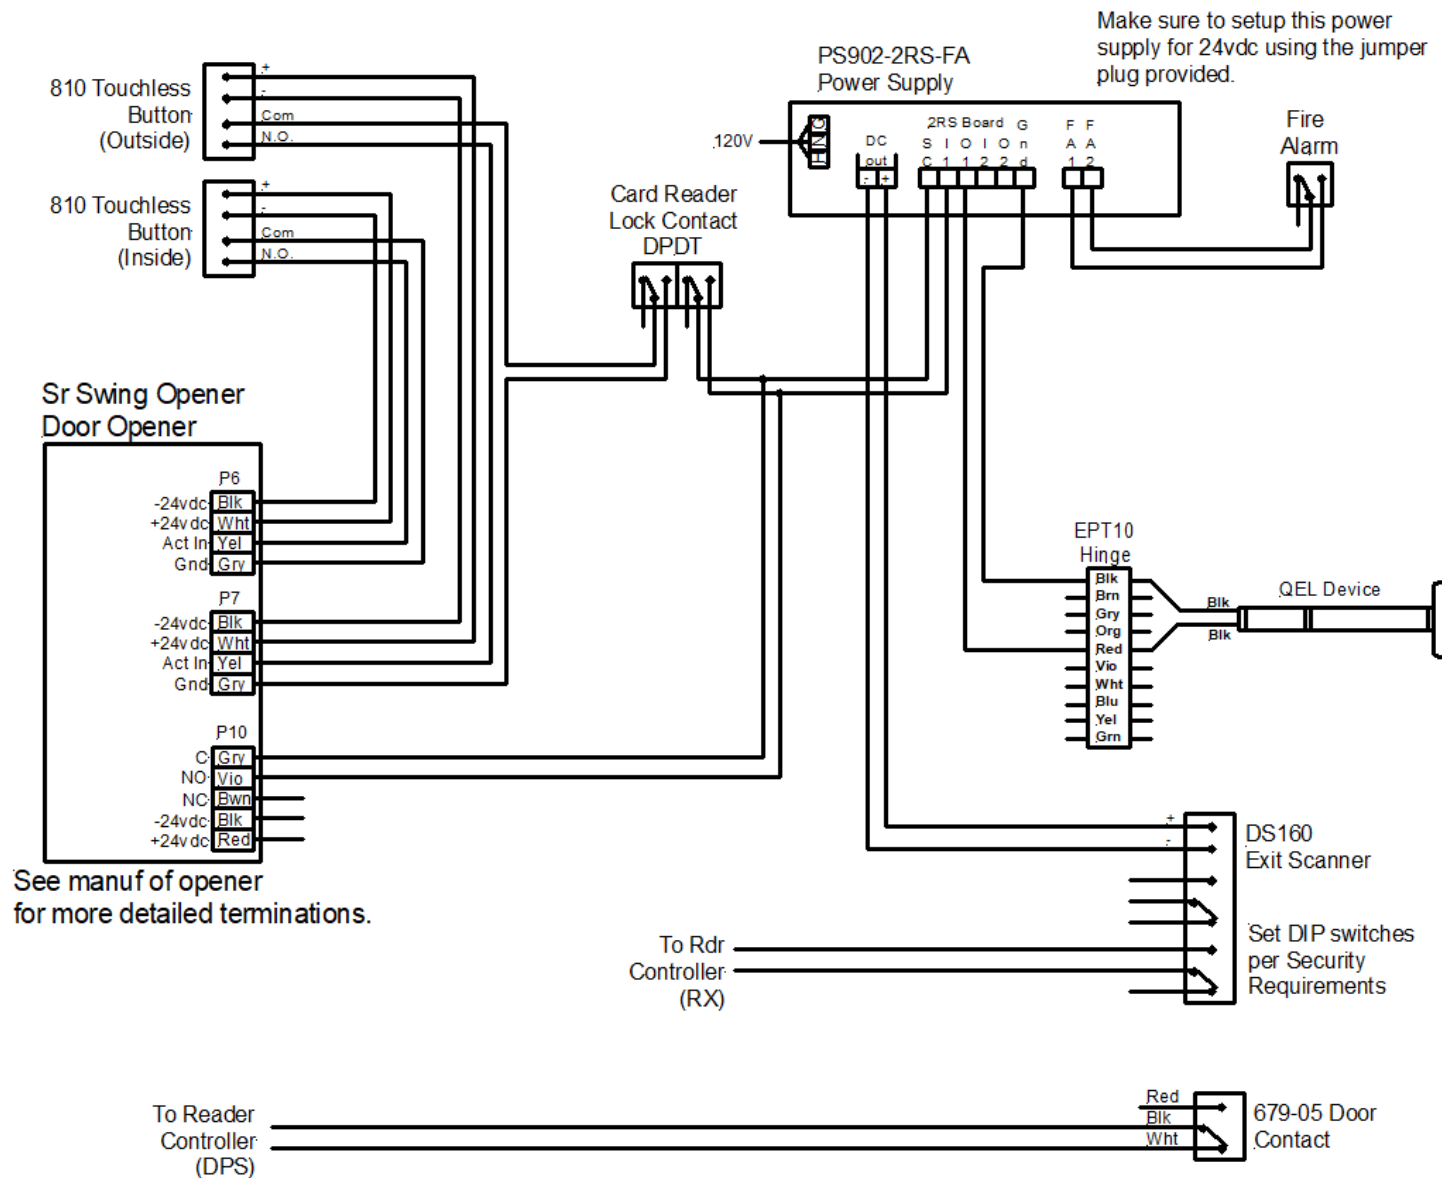 Make sure to setup this power
supply for 24vdc using the jumper
plug provided.
PS902-2RS-FA
Power Supply
810 Touchless
Button
(Outside)
+
-
Com
N.O.
120V
H N G
DC
out
- +
2RS Board
S I O I O G
C 1 1 2 2 nd
F F
A A
1 2
Fire
Alarm
810 Touchless
Button
(Inside)
+
-
Com
N.O.
Card Reader
Lock Contact
DPDT
Sr Swing Opener
Door Opener
P6
-24vdc Blk
+24vdc Wht
Act In Yel
Gnd Gry
P7
-24vdc Blk
+24vdc Wht
Act In Yel
Gnd Gry
P10
C Gry
NO Vio
NC Bwn
-24vdc Blk
+24vdc Red
See manuf of opener
for more detailed terminations.
EPT10
Hinge
Blk
Brn
Gry
Org
Red
Vio
Wht
Blu
Yel
Grn
Blk
Blk
QEL Device
+
-
DS160
Exit Scanner
Set DIP switches
per Security
Requirements
To Rdr
Controller
(RX)
To Reader
Controller
(DPS)
Red
Blk
Wht
679-05 Door
Contact